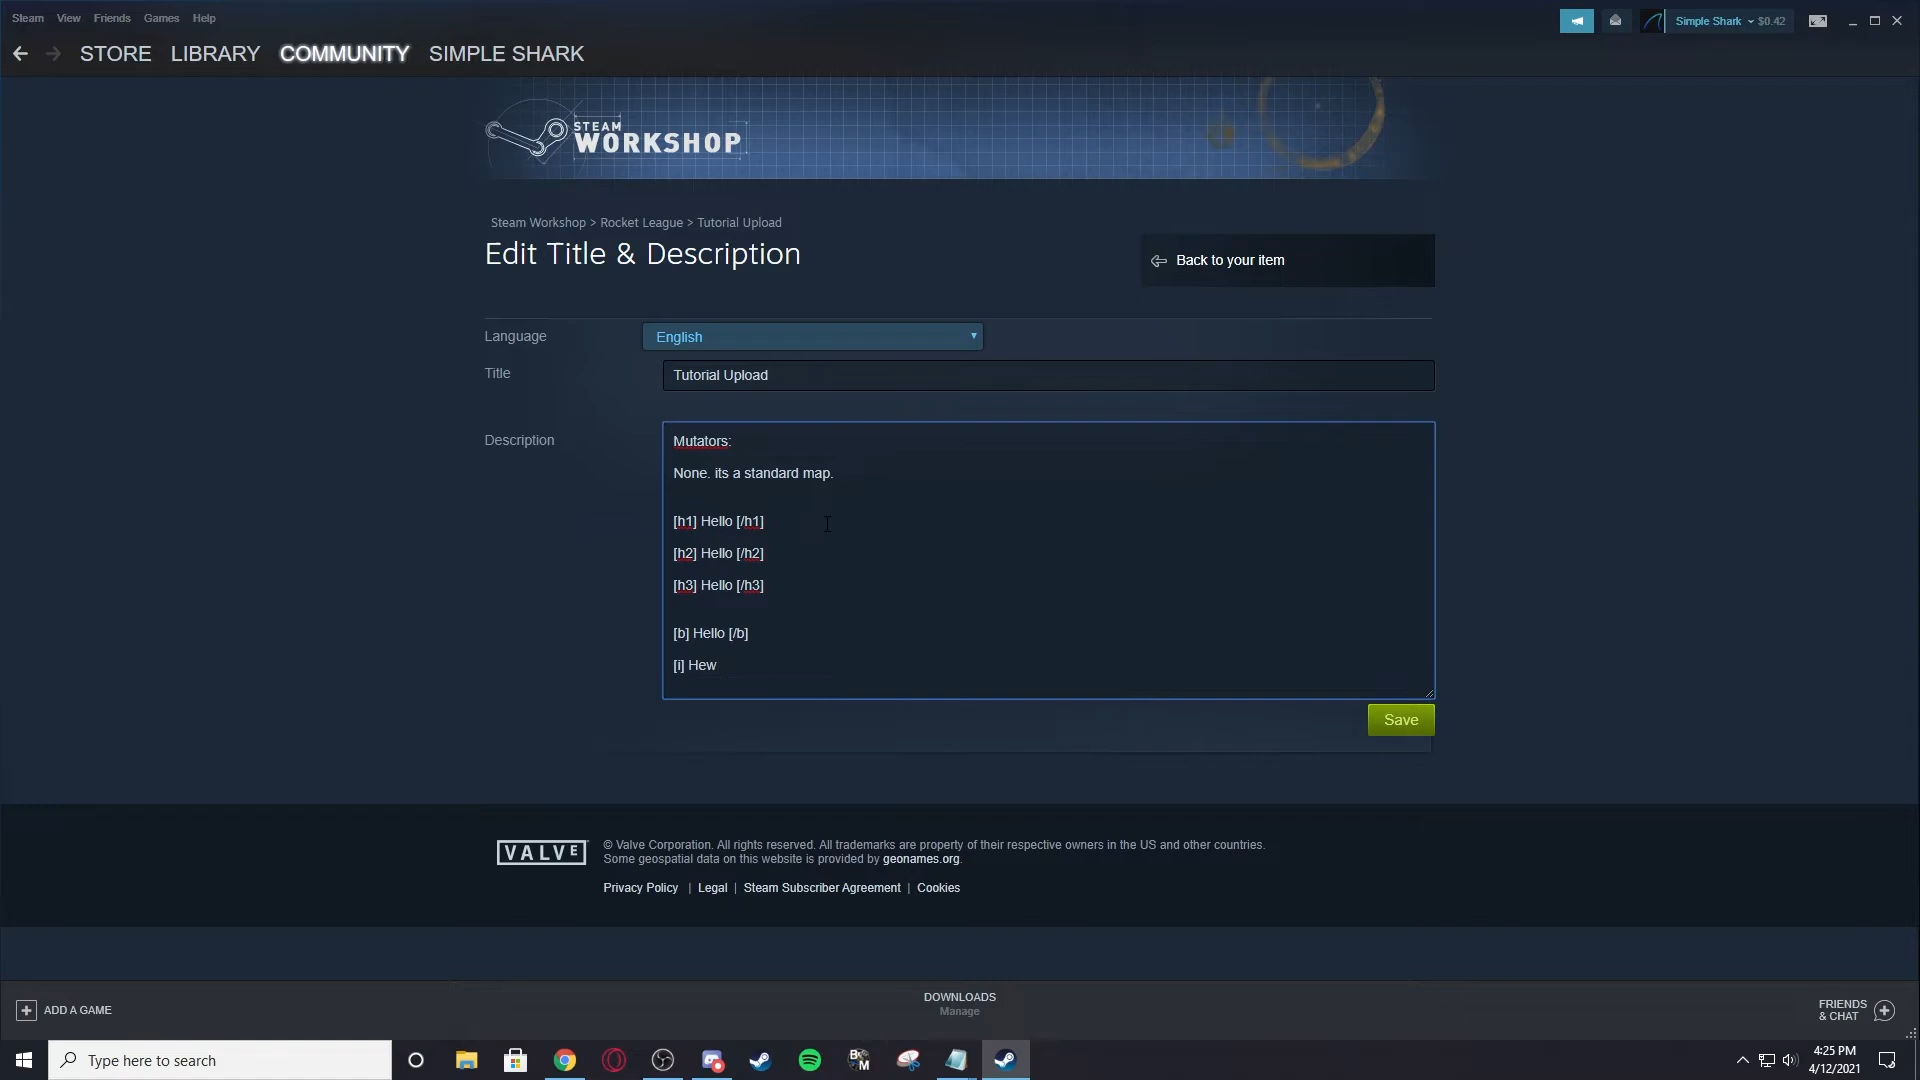 Steam View Friends Games Help
Simple Shark $0.42
STORE LIBRARY COMMUNITY SIMPLE SHARK
STEAM
WORKSHOP
Steam Workshop > Rocket League > Tutorial Upload
Edit Title & Description
Back to your item
Language
English
Title
Tutorial Upload
Description
Mutators:
None. its a standard map.
[h1] Hello [/h1]
[h2] Hello [/h2]
[h3] Hello [/h3]
[b] Hello [/b]
[i] Hew
Save
VALVE
© Valve Corporation. All rights reserved. All trademarks are property of their respective owners in the US and other countries.
Some geospatial data on this website is provided by geonames.org.
Privacy Policy | Legal | Steam Subscriber Agreement | Cookies
ADD A GAME
DOWNLOADS
Manage
FRIENDS
& CHAT
Type here to search
4:25 PM
4/12/2021